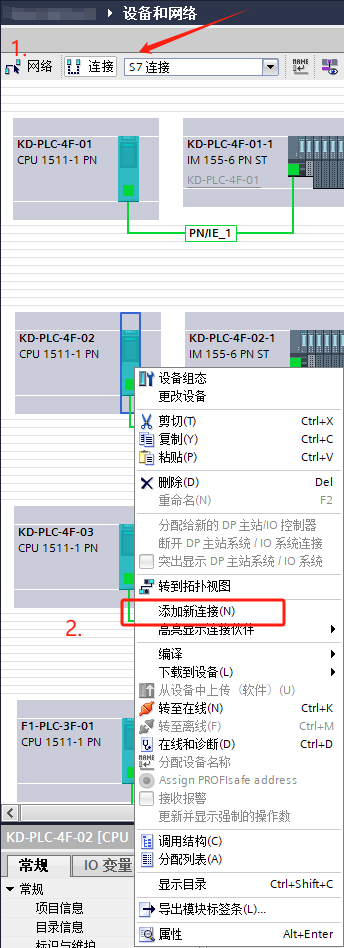 设备和网络
1.
网络 连接 S7 连接
KD-PLC-4F-01
CPU 1511-1 PN
KD-PLC-4F-01-1
IM 155-6 PN ST
KD-PLC-4F-01
PN/IE_1
KD-PLC-4F-02
CPU 1511-1 PN
KD-PLC-4F-02-1
IM 155-6 PN ST
设备组态
更改设备
剪切(T) Ctrl+X
复制(Y) Ctrl+C
粘贴(P) Ctrl+V
删除(D) Del
重命名(N) F2
分配给新的 DP 主站/IO 控制器
断开 DP 主站系统 / IO 系统连接
突出显示 DP 主站系统 / IO 系统
转到拓扑视图
添加新连接(N)
高亮显示连接伙伴
编译
下载到设备(L)
从设备中上传（软件）(U)
转至在线(N) Ctrl+K
转至离线(F) Ctrl+M
在线和诊断(D) Ctrl+D
分配设备名称
Assign PROFIsafe address
接收报警
更新并显示强制的操作数
调用结构(C)
分配列表(A)
显示目录 Ctrl+Shift+C
导出模块标签条(L)...
属性 Alt+Enter
KD-PLC-4F-03
CPU 1511-1 PN
2.
F1-PLC-3F-01
CPU 1511-1 PN
KD-PLC-4F-02 [CPU
常规 IO 变量
常规
项目信息
目录信息
标识与维护